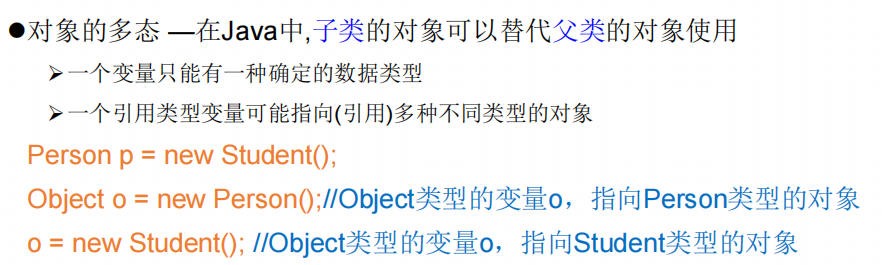 ●对象的多态 —在Java中,子类的对象可以替代父类的对象使用
➢一个变量只能有一种确定的数据类型
➢一个引用类型变量可能指向(引用)多种不同类型的对象
Person p = new Student();
Object o = new Person();//Object类型的变量o，指向Person类型的对象
o = new Student(); //Object类型的变量o，指向Student类型的对象